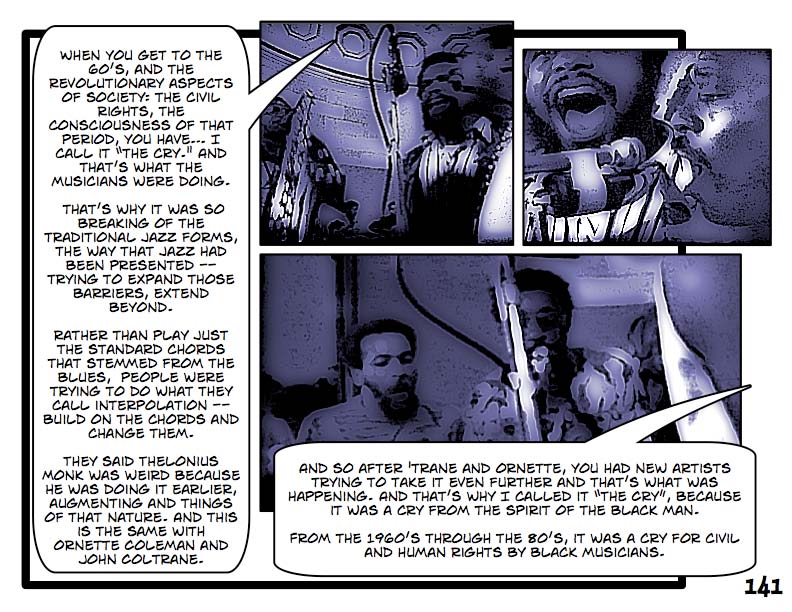 WHEN YOU GET TO THE
60'S, AND THE
REVOLUTIONARY ASPECTS
OF SOCIETY: THE CIVIL
RIGHTS, THE
CONSCIOUSNESS OF THAT
PERIOD, YOU HAVE... I
CALL IT "THE CRY." AND
THAT'S WHAT THE
MUSICIANS WERE DOING.
THAT'S WHY IT WAS SO
BREAKING OF THE
TRADITIONAL JAZZ FORMS,
THE WAY THAT JAZZ HAD
BEEN PRESENTED --
TRYING TO EXPAND THOSE
BARRIERS, EXTEND
BEYOND.
RATHER THAN PLAY JUST
THE STANDARD CHORDS
THAT STEMMED FROM THE
BLUES, PEOPLE WERE
TRYING TO DO WHAT THEY
CALL INTERPOLATION --
BUILD ON THE CHORDS AND
CHANGE THEM.
THEY SAID THELONIUS
MONK WAS WEIRD BECAUSE
HE WAS DOING IT EARLIER,
AUGMENTING AND THINGS
OF THAT NATURE. AND THIS
IS THE SAME WITH
ORNETTE COLEMAN AND
JOHN COLTRANE.
AND SO AFTER 'TRANE AND ORNETTE, YOU HAD NEW ARTISTS
TRYING TO TAKE IT EVEN FURTHER AND THAT'S WHAT WAS
HAPPENING. AND THAT'S WHY I CALLED IT "THE CRY", BECAUSE
IT WAS A CRY FROM THE SPIRIT OF THE BLACK MAN.
FROM THE 1960'S THROUGH THE 80'S, IT WAS A CRY FOR CIVIL
AND HUMAN RIGHTS BY BLACK MUSICIANS.
141